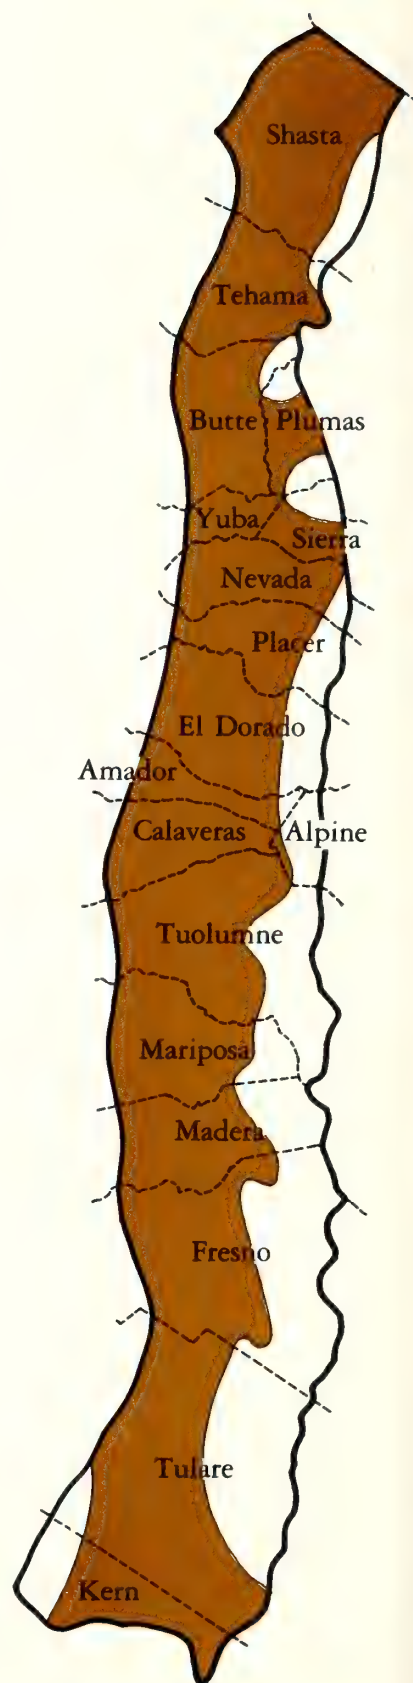 Shasta
Tehama
Butte
Plumas
Yuba
Sierra
Nevada
Placer
El Dorado
Amador
Calaveras
Alpine
Tuolumne
Mariposa
Madera
Fresno
Tulare
Kern